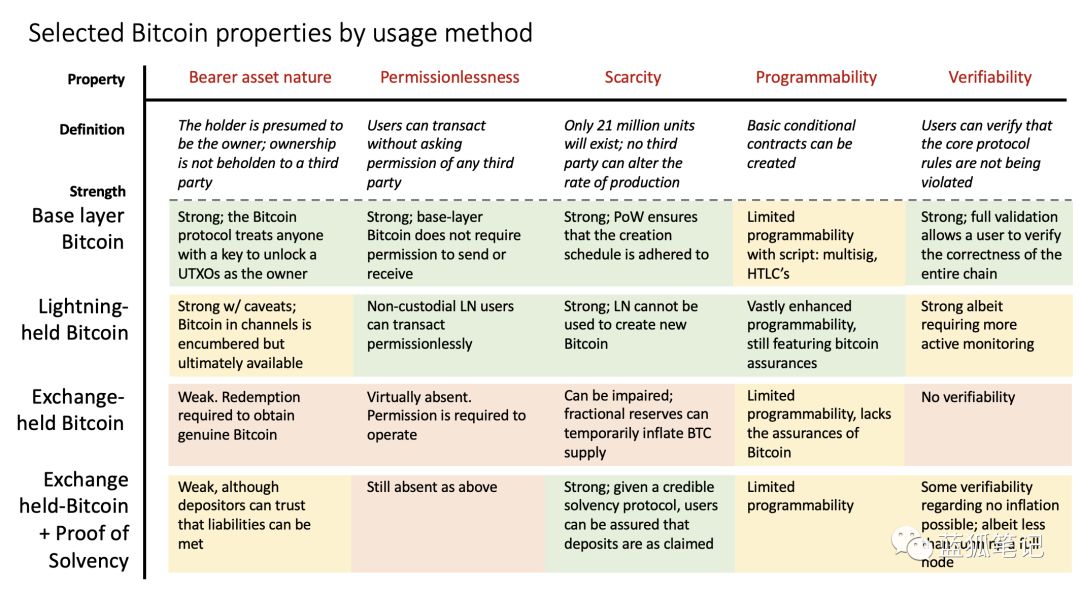 Selected Bitcoin properties by usage method
Property
Bearer asset nature
Permissionlessness
Scarcity
Programmability
Verifiability
Definition
The holder is presumed to
be the owner; ownership
is not beholden to a third
party
Users can transact
without asking
permission of any third
party
Only 21 million units
will exist; no third
party can alter the
rate of production
Basic conditional
contracts can be
created
Users can verify that
the core protocol
rules are not being
violated
Strength
Base layer
Bitcoin
Strong; the Bitcoin
protocol treats anyone
with a key to unlock a
UTXOs as the owner
Strong; base-layer
Bitcoin does not require
permission to send or
receive
Strong; PoW ensures
that the creation
schedule is adhered to
Limited
programmability
with script: multisig,
HTLC's
Strong; full validation
allows a user to verify
the correctness of the
entire chain
Lightning-
held Bitcoin
Strong w/ caveats;
Bitcoin in channels is
encumbered but
ultimately available
Non-custodial LN users
can transact
permissionlessly
Strong; LN cannot be
used to create new
Bitcoin
Vastly enhanced
programmability,
still featuring bitcoin
assurances
Strong albeit
requiring more
active monitoring
Exchange-
held Bitcoin
Weak. Redemption
required to obtain
genuine Bitcoin
Virtually absent.
Permission is required to
operate
Can be impaired;
fractional reserves can
temporarily inflate BTC
supply
Limited
programmability, lacks
the assurances of
Bitcoin
No verifiability
Exchange
held-Bitcoin
+ Proof of
Solvency
Weak, although
depositors can trust
that liabilities can be
met
Still absent as above
Strong; given a credible
solvency protocol, users
can be assured that
deposits are as claimed
Limited
programmability
Some verifiability
regarding no inflation
possible; albeit less
than running a full
node
蓝狐笔记